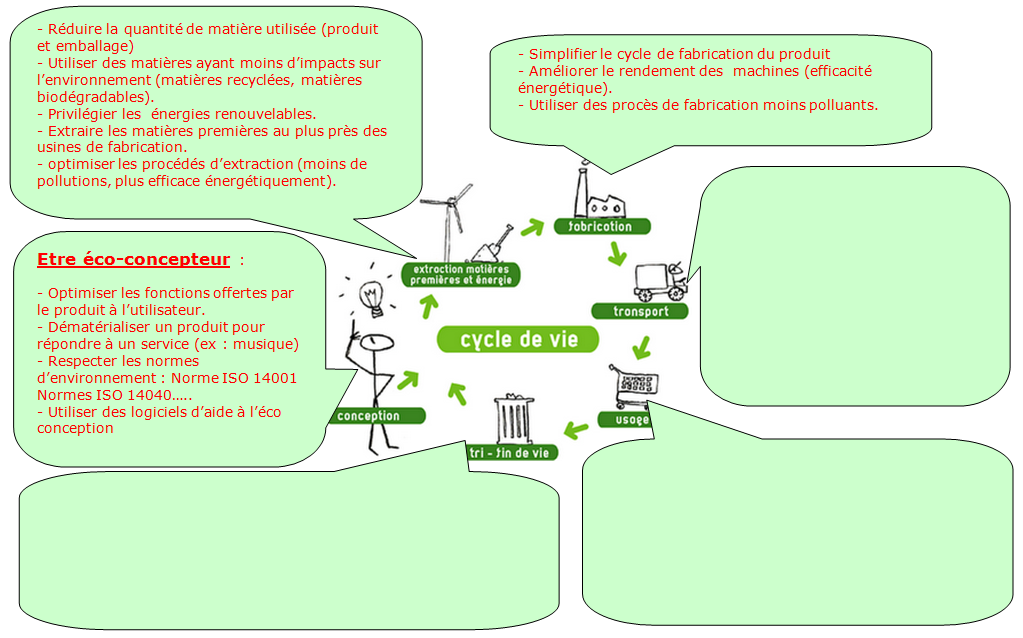 - Réduire la quantité de matière utilisée (produit
et emballage)
- Utiliser des matières ayant moins d’impacts sur
l’environnement (matières recyclées, matières
biodégradables).
- Privilégier les énergies renouvelables.
- Extraire les matières premières au plus près des
usines de fabrication.
- optimiser les procédés d’extraction (moins de
pollutions, plus efficace énergétiquement).
- Simplifier le cycle de fabrication du produit
- Améliorer le rendement des machines (efficacité
énergétique).
- Utiliser des procès de fabrication moins polluants.
Etre éco-concepteur :
- Optimiser les fonctions offertes par
le produit à l’utilisateur.
- Dématérialiser un produit pour
répondre à un service (ex : musique)
- Respecter les normes
d’environnement : Norme ISO 14001
Normes ISO 14040…..
- Utiliser des logiciels d’aide à l’éco
conception
fabrication
extraction matières
premières et énergie
transport
cycle de vie
conception
usage
tri - fin de vie